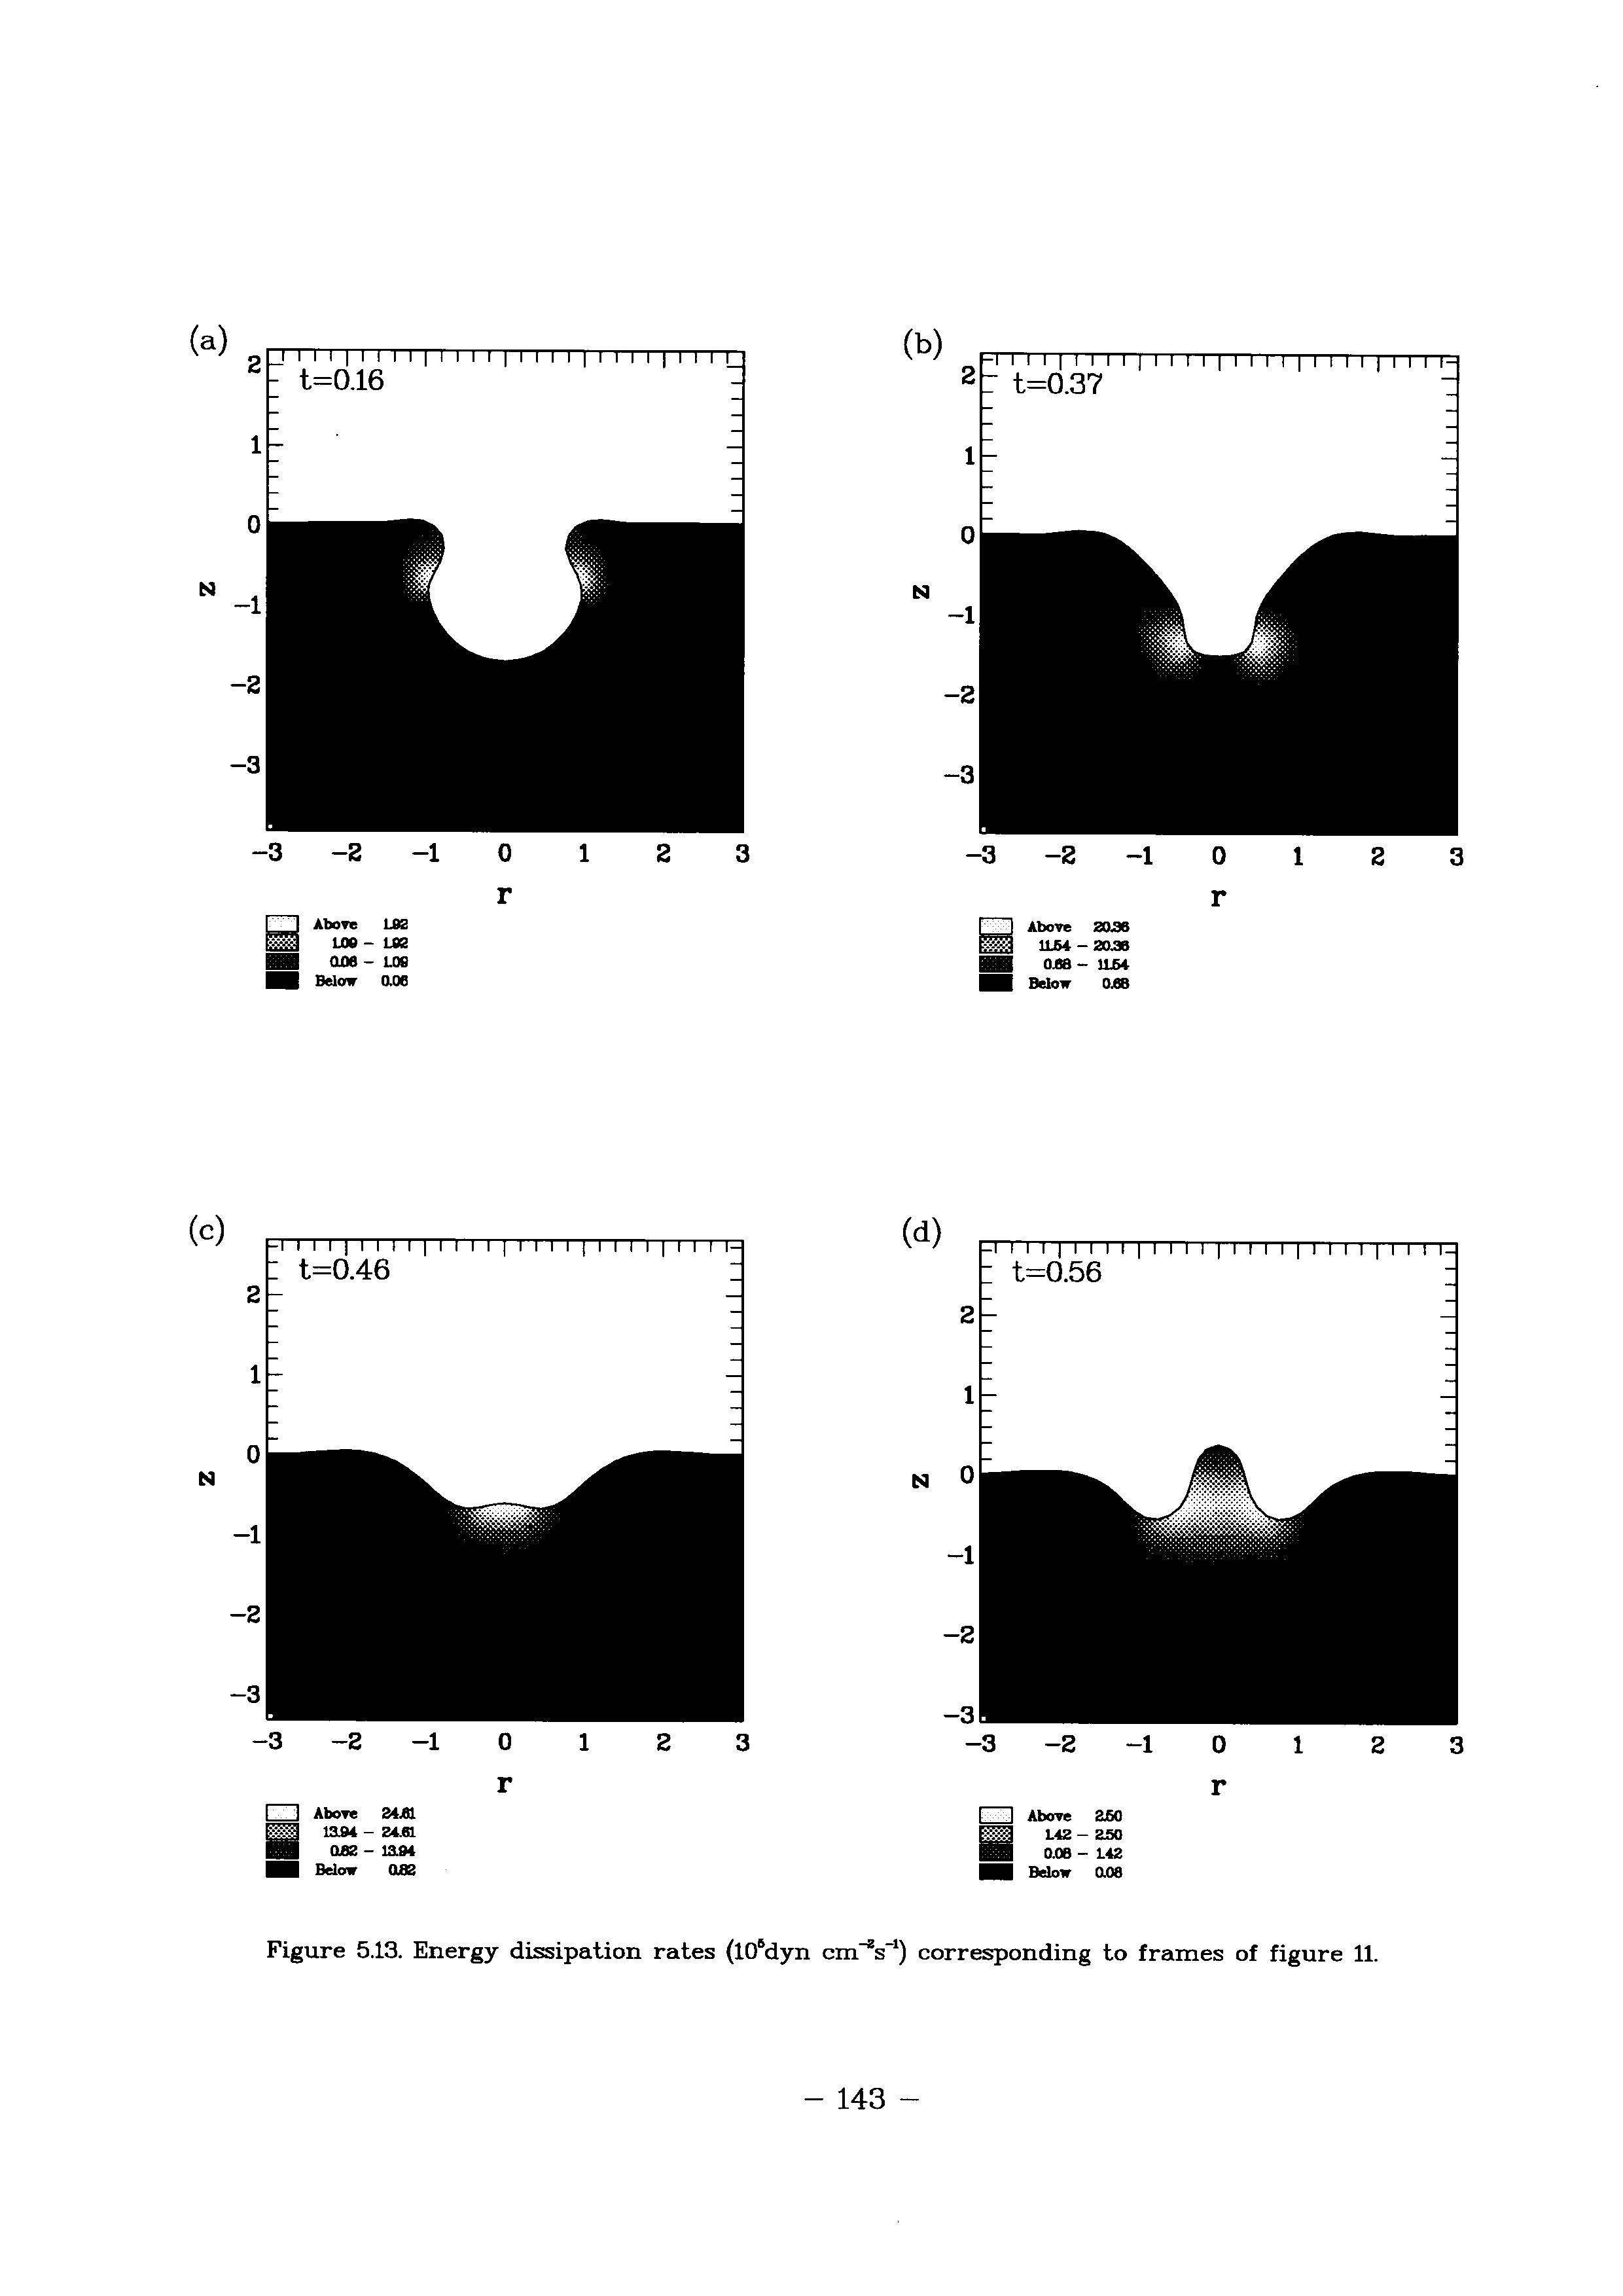 (a)
t=0.16
2
1
0
−1
−2
−3
z
−3 −2 −1 0 1 2 3
r
Above 1.92
1.09 − 1.92
0.06 − 1.09
Below 0.06
(b)
t=0.37
2
1
0
−1
−2
−3
z
−3 −2 −1 0 1 2 3
r
Above 20.36
11.54 − 20.36
0.68 − 11.54
Below 0.68
(c)
t=0.46
2
1
0
−1
−2
−3
z
−3 −2 −1 0 1 2 3
r
Above 24.61
13.94 − 24.61
0.82 − 13.94
Below 0.82
(d)
t=0.56
2
1
0
−1
−2
−3
z
−3 −2 −1 0 1 2 3
r
Above 2.50
1.42 − 2.50
0.08 − 1.42
Below 0.08
Figure 5.13. Energy dissipation rates (10⁵dyn cm⁻²s⁻¹) corresponding to frames of figure 11.
− 143 −